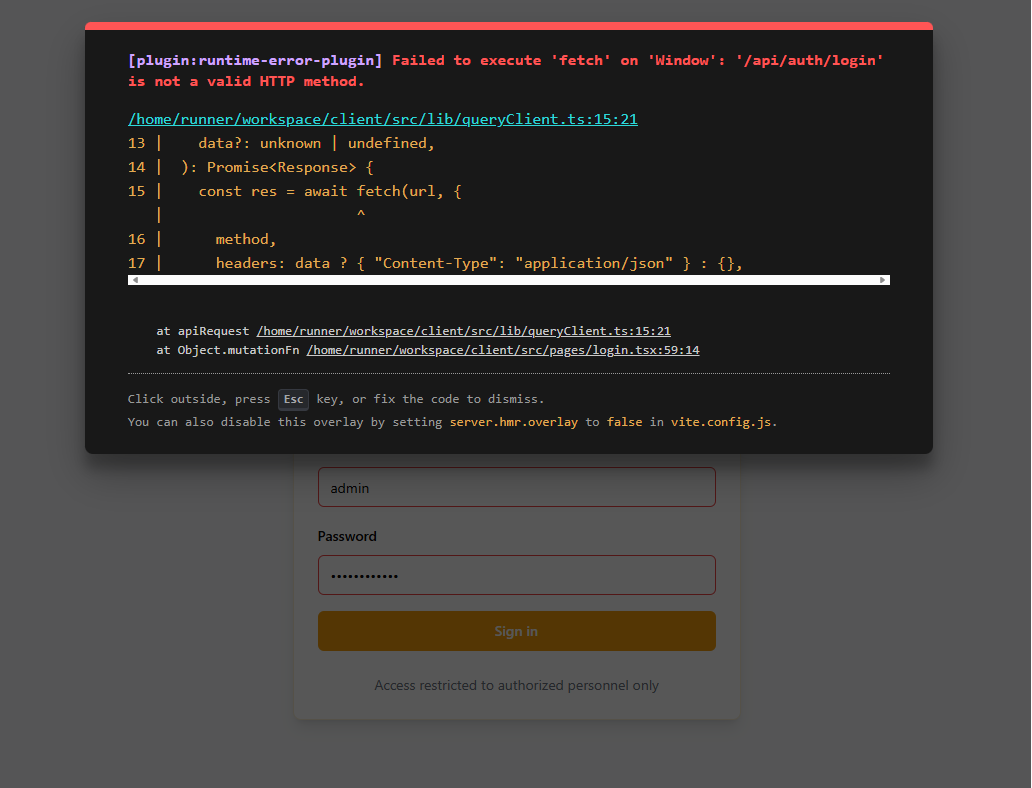 [plugin:runtime-error-plugin] Failed to execute 'fetch' on 'Window': '/api/auth/login'
is not a valid HTTP method.
/home/runner/workspace/client/src/lib/queryClient.ts:15:21
13 |    data?: unknown | undefined,
14 |  ): Promise<Response> {
15 |    const res = await fetch(url, {
   |                      ^
16 |      method,
17 |      headers: data ? { "Content-Type": "application/json" } : {},
at apiRequest /home/runner/workspace/client/src/lib/queryClient.ts:15:21
at Object.mutationFn /home/runner/workspace/client/src/pages/login.tsx:59:14
Click outside, press Esc key, or fix the code to dismiss.
You can also disable this overlay by setting server.hmr.overlay to false in vite.config.js.
admin
Password
••••••••••••
Sign in
Access restricted to authorized personnel only